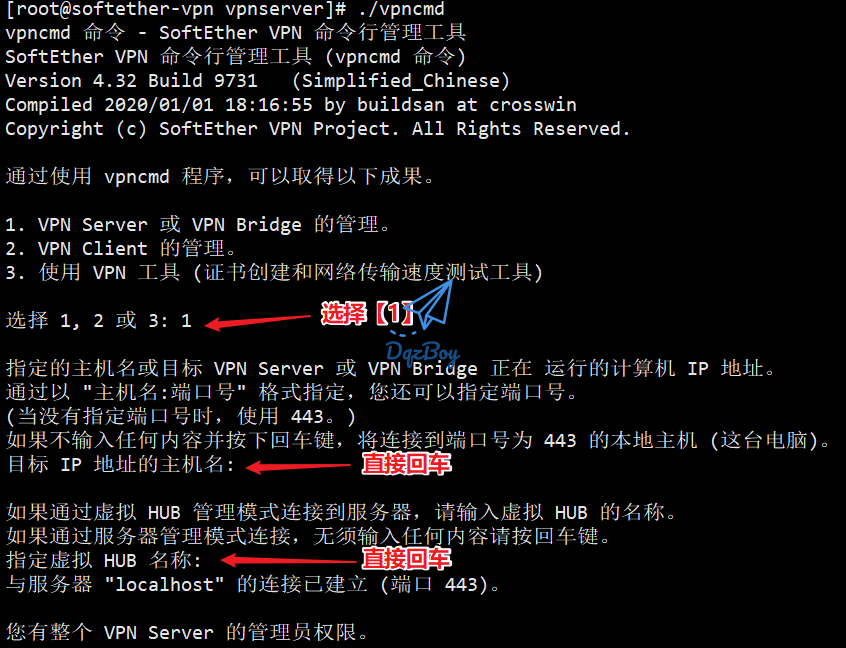 [root@softether-vpn vpnserver]# ./vpncmd
vpncmd 命令 - SoftEther VPN 命令行管理工具
SoftEther VPN 命令行管理工具 (vpncmd 命令)
Version 4.32 Build 9731   (Simplified_Chinese)
Compiled 2020/01/01 18:16:55 by buildsan at crosswin
Copyright (c) SoftEther VPN Project. All Rights Reserved.
通过使用 vpncmd 程序，可以取得以下成果。
1. VPN Server 或 VPN Bridge 的管理。
2. VPN Client 的管理。
3. 使用 VPN 工具 (证书创建和网络传输速度测试工具)
选择 1, 2 或 3: 1
选择【1】
DqzBoy
指定的主机名或目标 VPN Server 或 VPN Bridge 正在 运行的计算机 IP 地址。
通过以 "主机名:端口号" 格式指定，您还可以指定端口号。
(当没有指定端口号时，使用 443。)
如果不输入任何内容并按下回车键，将连接到端口号为 443 的本地主机 (这台电脑)。
目标 IP 地址的主机名:
直接回车
如果通过虚拟 HUB 管理模式连接到服务器，请输入虚拟 HUB 的名称。
如果通过服务器管理模式连接，无须输入任何内容请按回车键。
指定虚拟 HUB 名称:
直接回车
与服务器 "localhost" 的连接已建立 (端口 443)。
您有整个 VPN Server 的管理员权限。